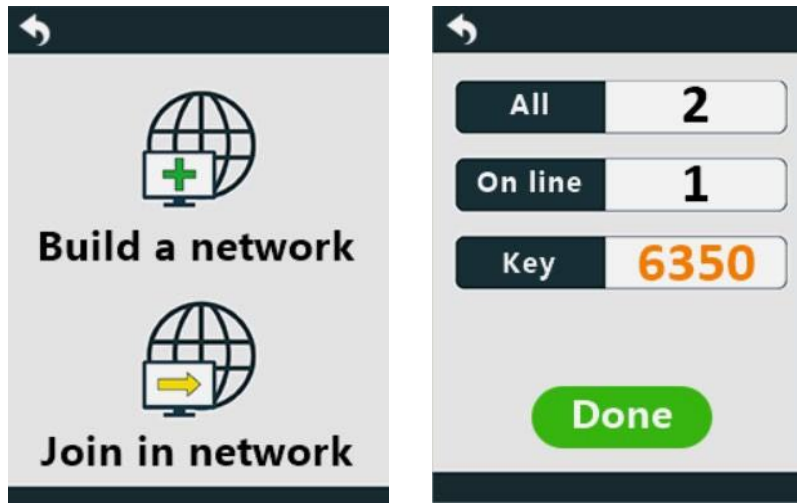 Build a network
Join in network
All 2
On line 1
Key 6350
Done